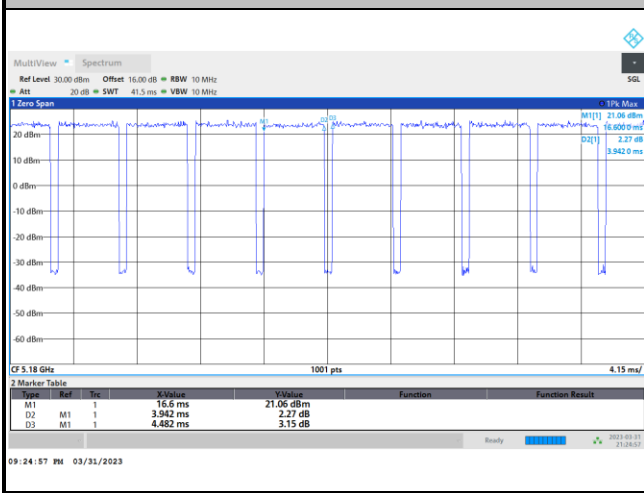 MultiView Spectrum
Ref Level 30.00 dBm Offset 16.00 dB RBW 10 MHz SGL
Att 20 dB SWT 41.5 ms VBW 10 MHz
1 Zero Span 1Pk Max
M1[1] 21.06 dBm
16.600 0 ms
D2[1] 2.27 dB
3.942 0 ms
M1 D2 D3
20 dBm
10 dBm
0 dBm
-10 dBm
-20 dBm
-30 dBm
-40 dBm
-50 dBm
-60 dBm
CF 5.18 GHz 1001 pts 4.15 ms/
2 Marker Table
Type Ref Trc X-Value Y-Value Function Function Result
M1 1 16.6 ms 21.06 dBm
D2 M1 1 3.942 ms 2.27 dB
D3 M1 1 4.482 ms 3.15 dB
Ready 2023-03-31
21:24:57
09:24:57 PM 03/31/2023